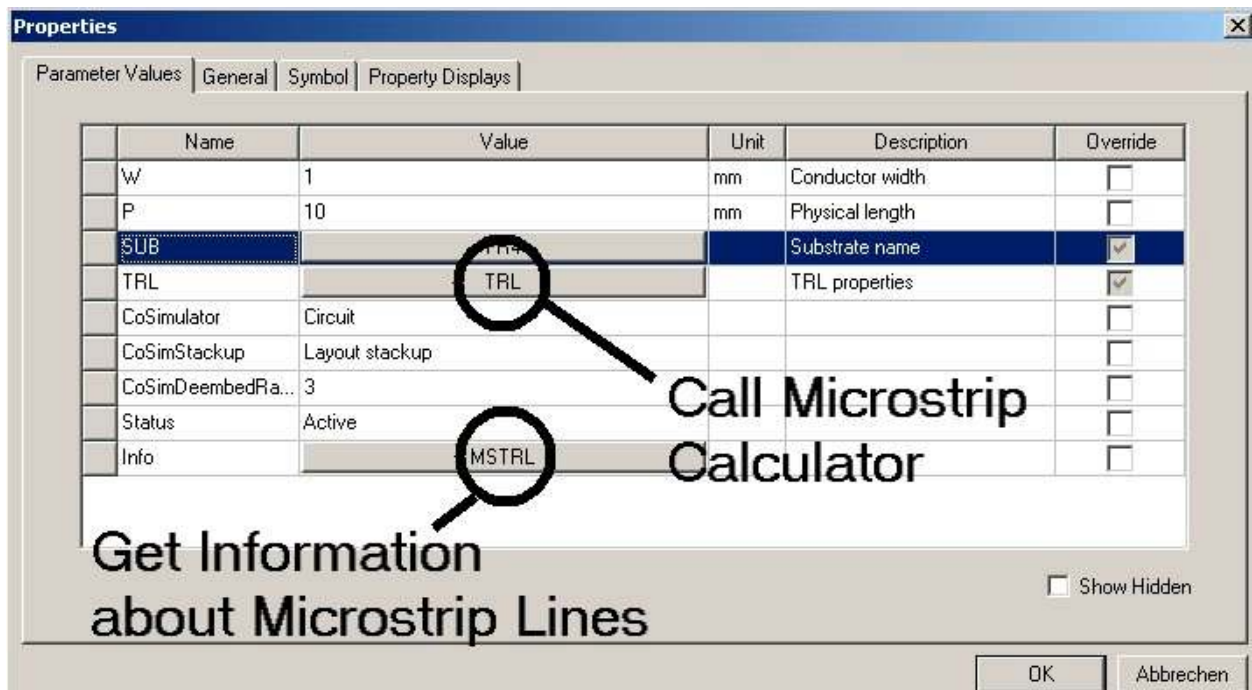 Properties
Parameter Values General Symbol Property Displays
Name Value Unit Description Override
W 1 mm Conductor width
P 10 mm Physical length
SUB FR4 Substrate name
TRL TRL TRL properties
CoSimulator Circuit
CoSimStackup Layout stackup
CoSimDeembedRa... 3
Status Active
Info MSTRL
Call Microstrip
Calculator
Get Information
about Microstrip Lines
Show Hidden
OK Abbrechen